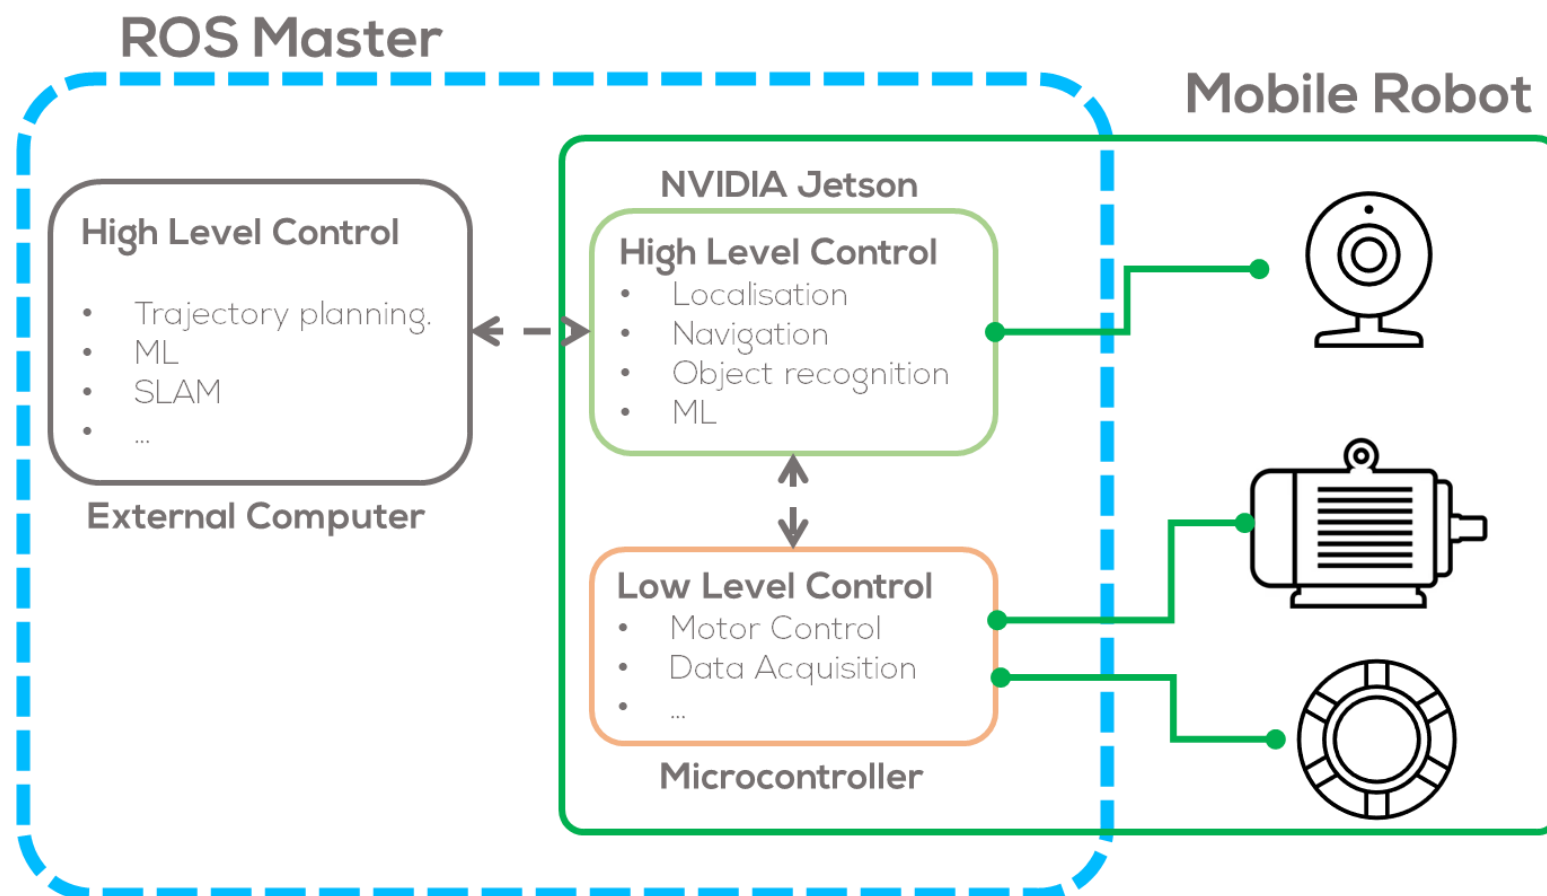 ROS Master
Mobile Robot
High Level Control
• Trajectory planning.
• ML
• SLAM
• ...
External Computer
NVIDIA Jetson
High Level Control
• Localisation
• Navigation
• Object recognition
• ML
Low Level Control
• Motor Control
• Data Acquisition
• ...
Microcontroller